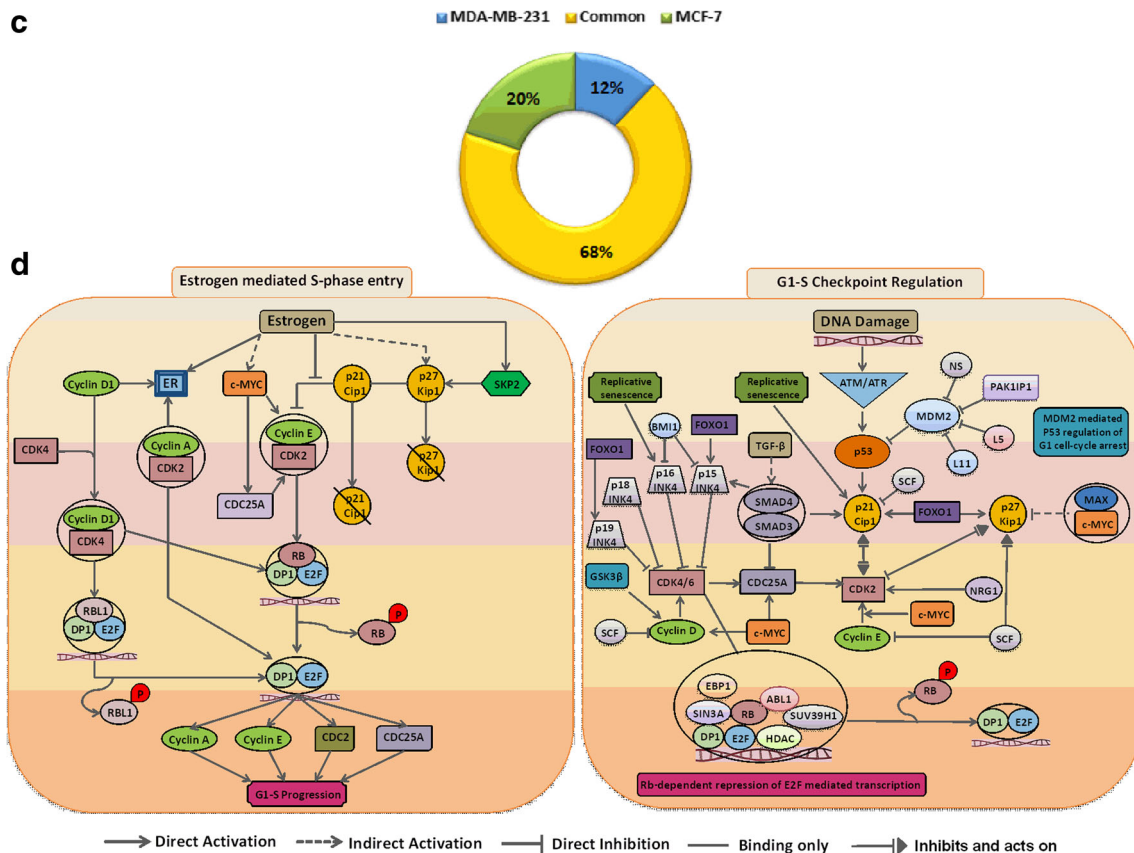 c
MDA-MB-231 Common MCF-7
12%
20%
68%
d
Estrogen mediated S-phase entry
Estrogen
Cyclin D1
ER
c-MYC
p21
Cip1
p27
Kip1
SKP2
Cyclin A
CDK2
Cyclin E
CDK2
CDK4
CDC25A
p27
Kip1
p21
Cip1
Cyclin D1
CDK4
RB
DP1
E2F
RBL1
DP1
E2F
P
RB
DP1
E2F
P
RBL1
Cyclin A
Cyclin E
CDC2
CDC25A
G1-S Progression
G1-S Checkpoint Regulation
DNA Damage
NS
ATM/ATR
PAK1IP1
Replicative
senescence
Replicative
senescence
MDM2
MDM2 mediated
P53 regulation of
G1 cell-cycle arrest
BMI1
FOXO1
L5
FOXO1
TGF-β
p53
L11
p16
INK4
p15
INK4
SCF
p18
INK4
SMAD4
SMAD3
p21
Cip1
FOXO1
p27
Kip1
MAX
c-MYC
p19
INK4
GSK3β
CDK4/6
CDC25A
CDK2
NRG1
c-MYC
SCF
Cyclin D
c-MYC
Cyclin E
SCF
EBP1
ABL1
P
RB
SIN3A
RB
SUV39H1
DP1
E2F
HDAC
DP1
E2F
Rb-dependent repression of E2F mediated transcription
Direct Activation Indirect Activation Direct Inhibition Binding only Inhibits and acts on